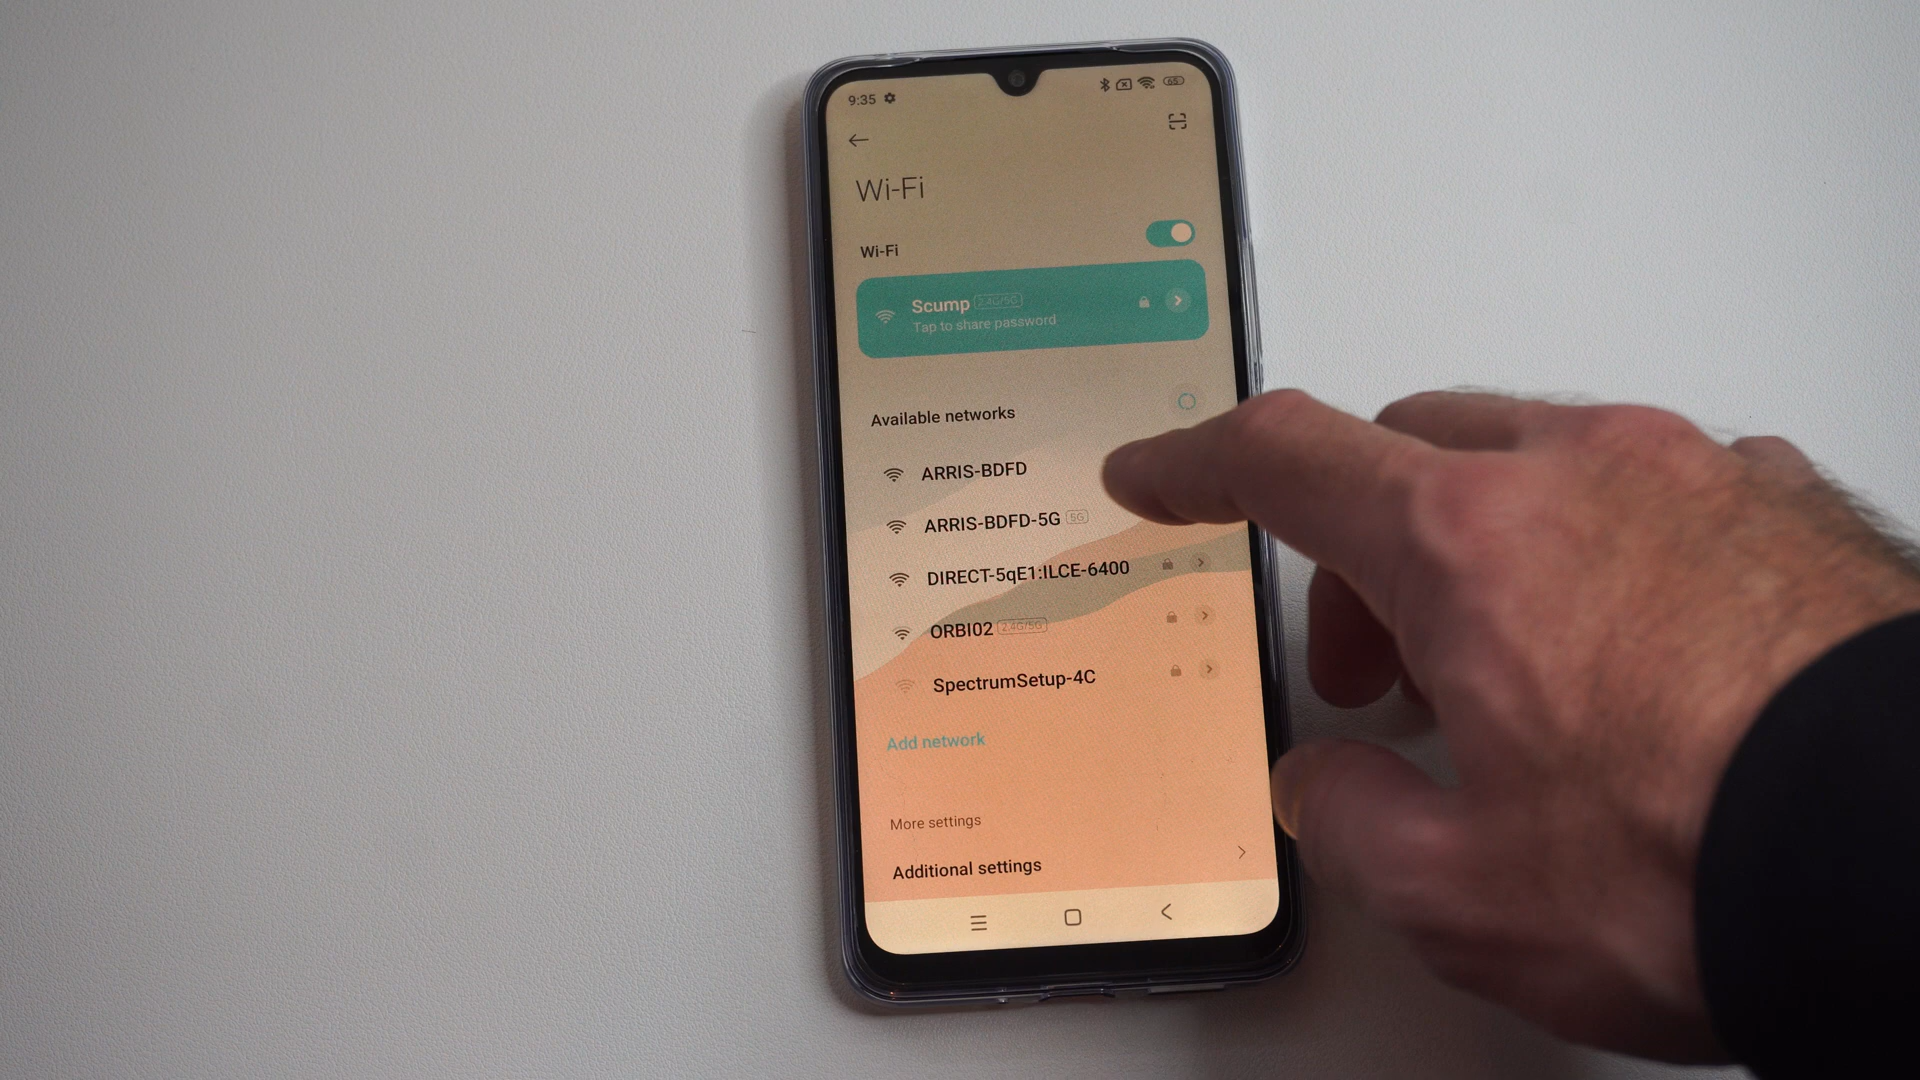 9:35 65
Wi-Fi
Wi-Fi
Scump 2.4G/5G
Tap to share password
Available networks
ARRIS-BDFD
ARRIS-BDFD-5G 5G
DIRECT-5qE1:ILCE-6400
ORBI02 2.4G/5G
SpectrumSetup-4C
Add network
More settings
Additional settings